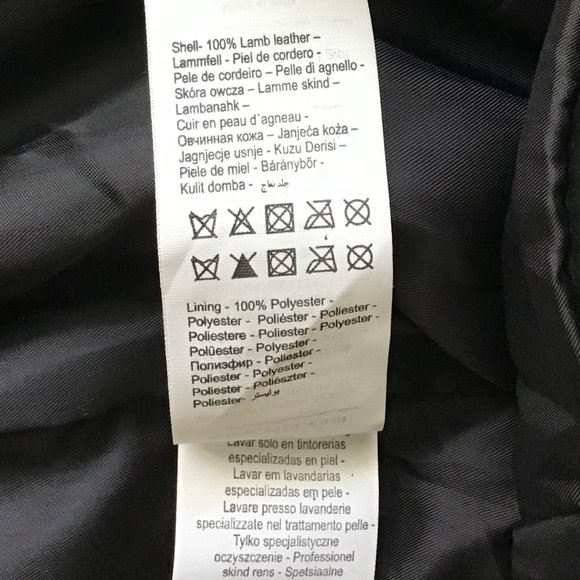 Shell- 100% Lamb leather –
Lammfell - Piel de cordero -
Pele de cordeiro – Pelle di agnello -
Skóra owcza – Lamme skind –
Lambanahk –
Cuir en peau d´agneau -
Овчинная кожа – Janjeća koža –
Jagnjecje usnje - Kuzu Derisi –
Piele de miel - Báránybőr -
Kulit domba - جلد نعاج
Lining - 100% Polyester -
Polyester - Poliéster - Poliester -
Poliestere - Poliester - Polyester -
Polüester - Polyester -
Полиэфир - Poliester -
Poliester - Polyester -
Poliester - Poliészter -
Poliester- بوليستر
Lavar solo en tintorerías
especializadas en piel -
Lavar em lavandarias
especializadas em pele -
Lavare presso lavanderie
specializzate nel trattamento pelle -
Tylko specjalistyczne
oczyszczenie - Professionel
skind rens - Spetsiaalne